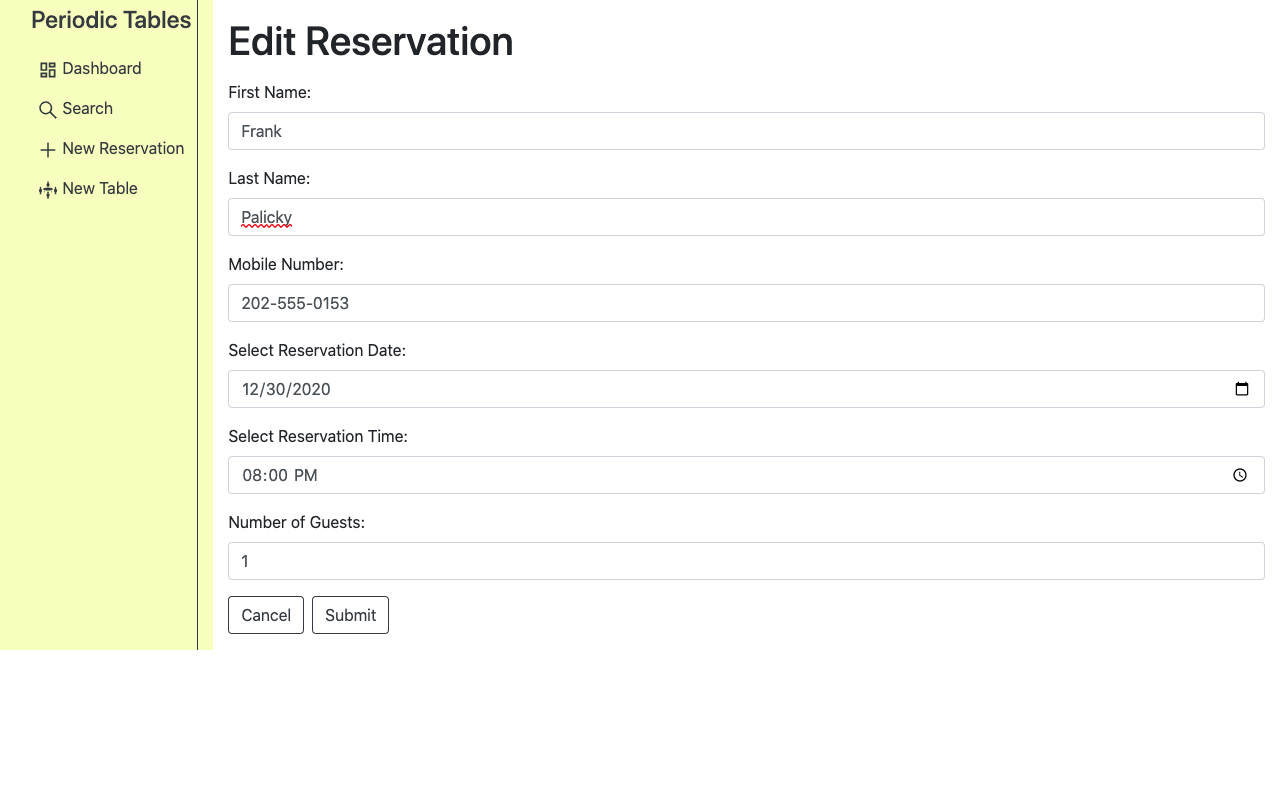 Periodic Tables
Dashboard
Search
New Reservation
New Table
Edit Reservation
First Name:
Frank
Last Name:
Palicky
Mobile Number:
202-555-0153
Select Reservation Date:
12/30/2020
Select Reservation Time:
08:00 PM
Number of Guests:
1
Cancel Submit